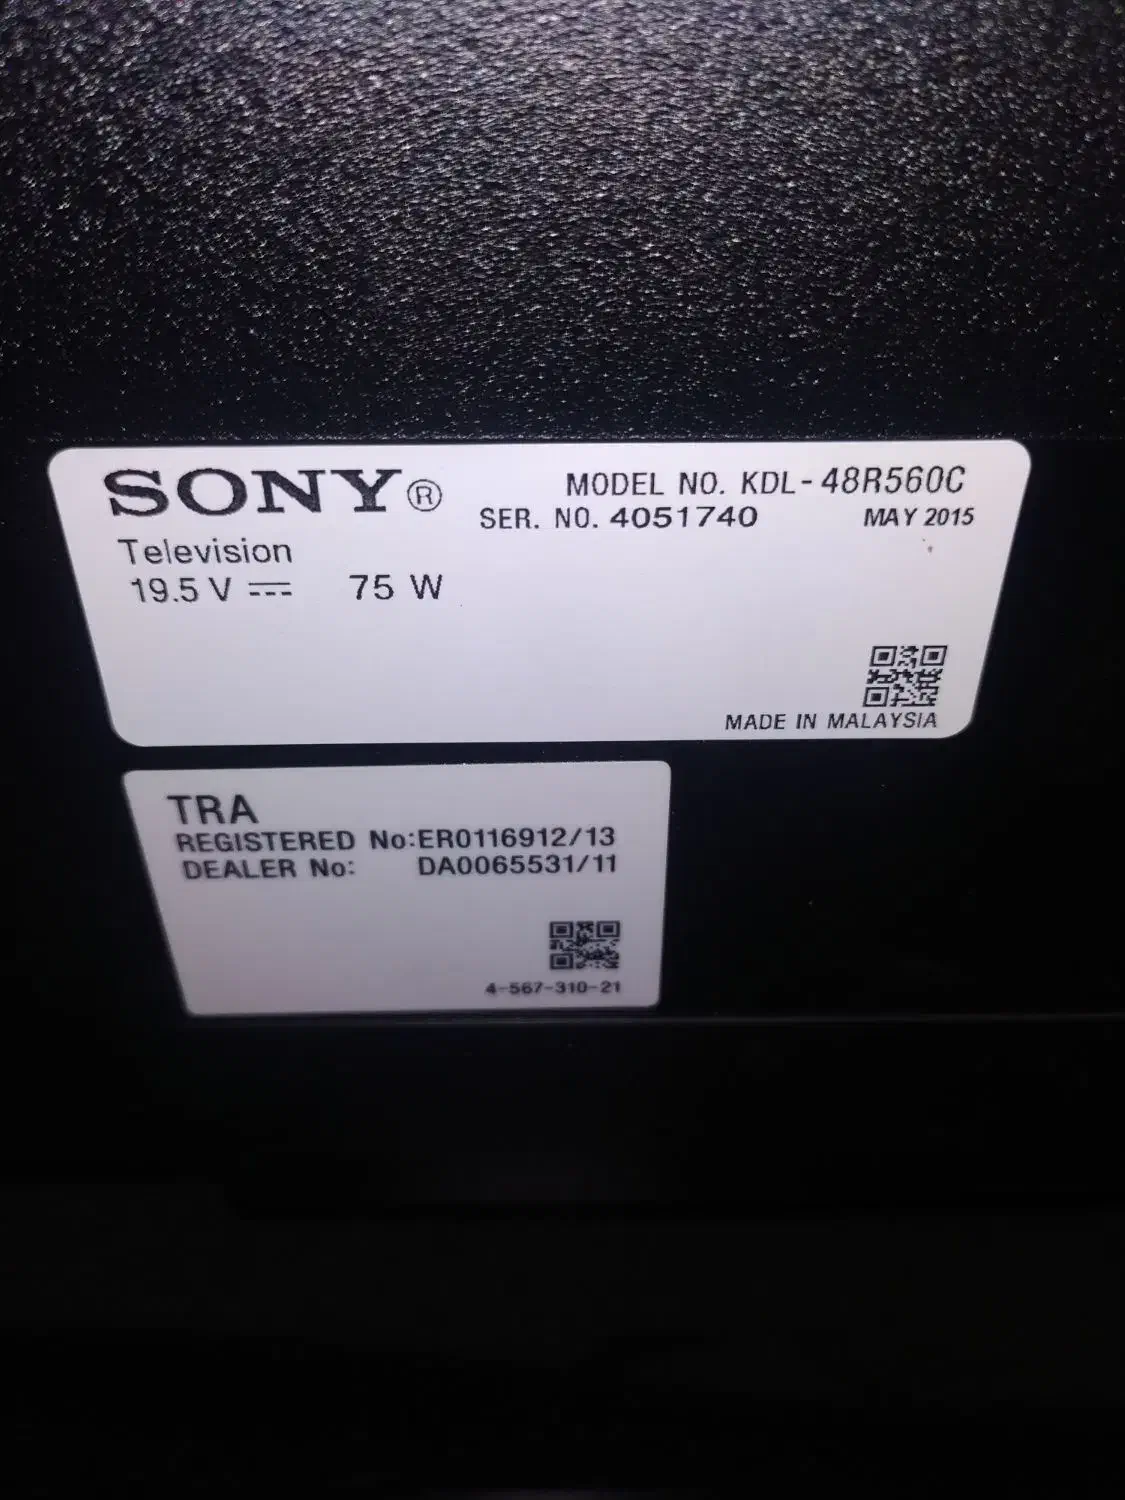 SONY®
MODEL NO. KDL-48R560C
SER. NO. 4051740 MAY 2015
Television
19.5 V ⎓ 75 W
MADE IN MALAYSIA
TRA
REGISTERED No:ER0116912/13
DEALER No: DA0065531/11
4-567-310-21